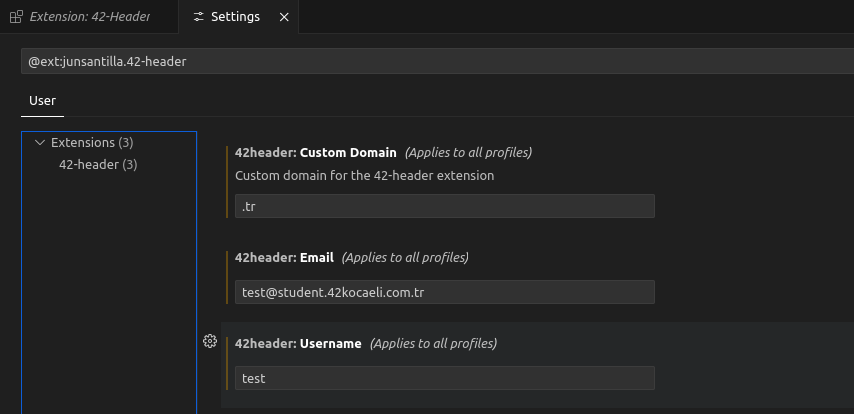 Extension: 42-Header
Settings
@ext:junsantilla.42-header
User
Extensions (3)
42-header (3)
42header: Custom Domain (Applies to all profiles)
Custom domain for the 42-header extension
.tr
42header: Email (Applies to all profiles)
test@student.42kocaeli.com.tr
42header: Username (Applies to all profiles)
test